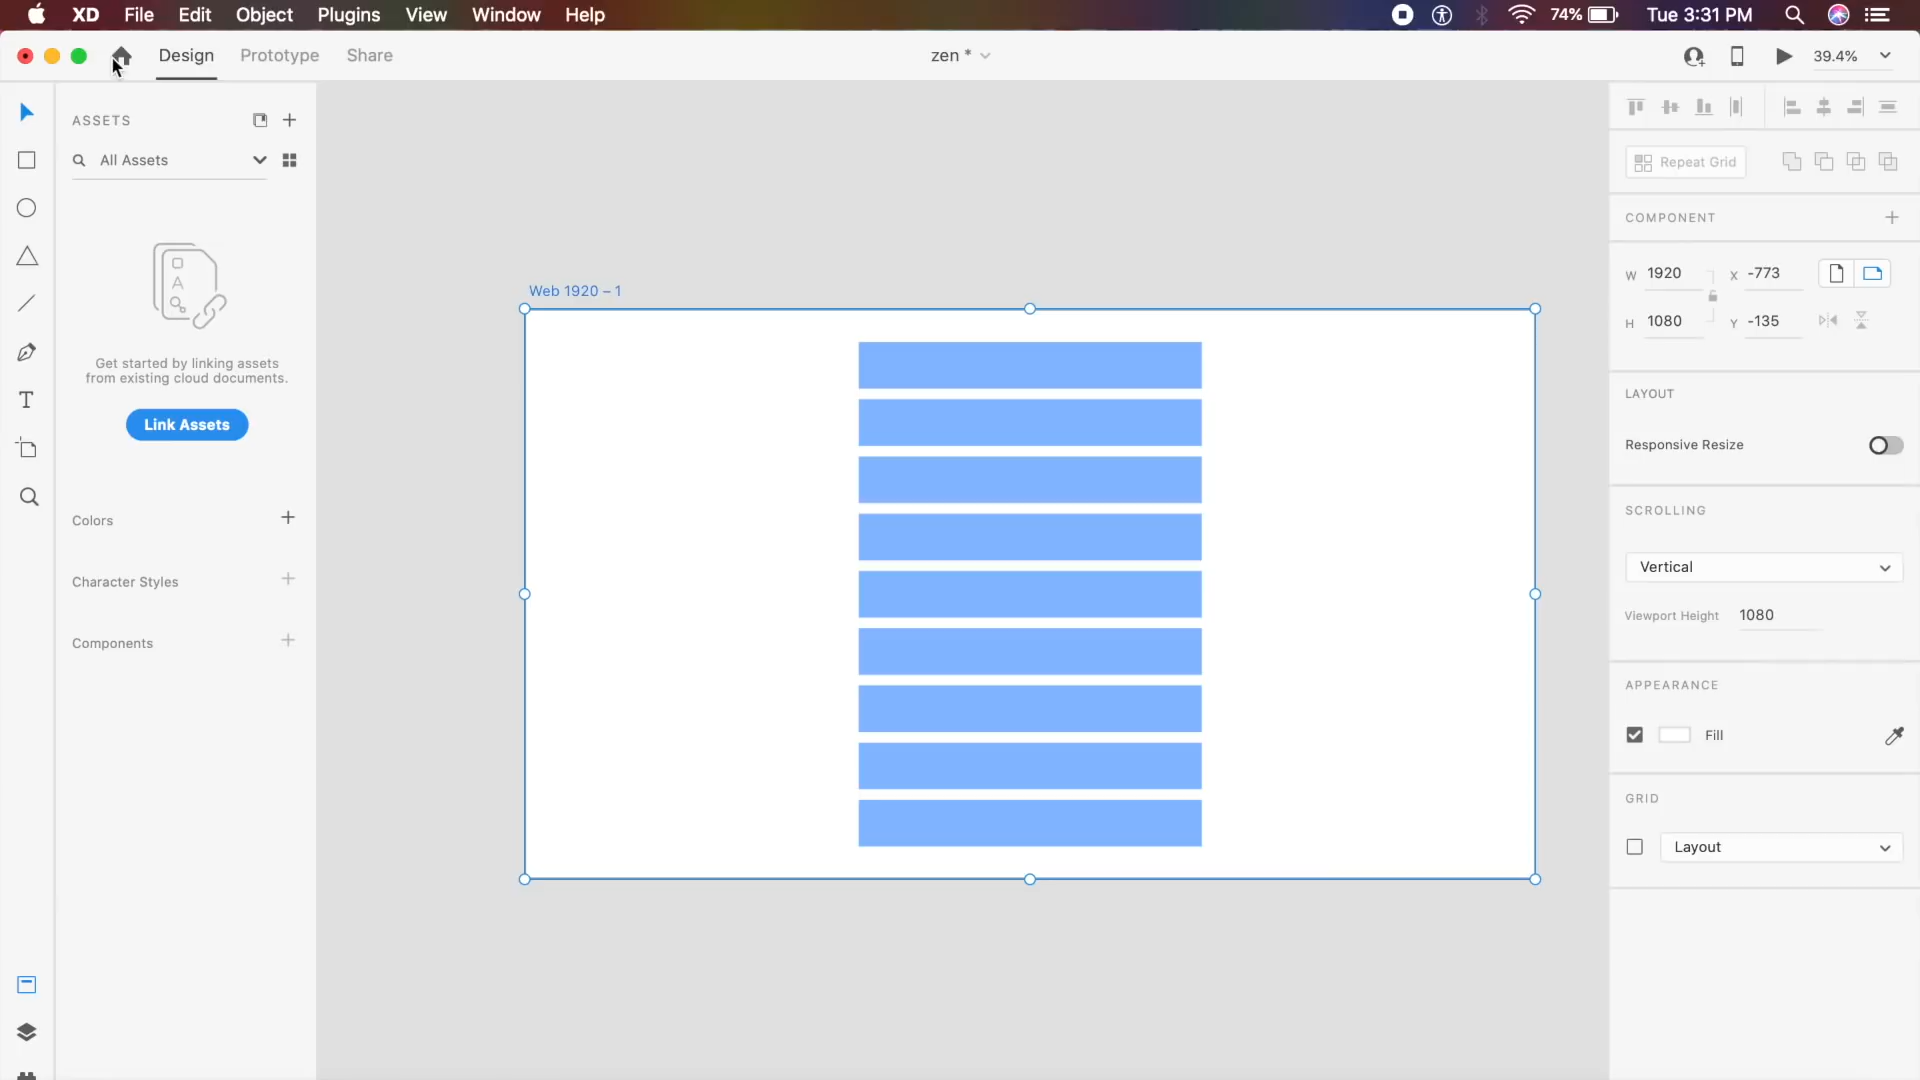 XD File Edit Object Plugins View Window Help 74% Tue 3:31 PM
Design Prototype Share zen * 39.4%
ASSETS
All Assets
Repeat Grid
COMPONENT
W 1920 X -773
H 1080 Y -135
Web 1920 – 1
A
Get started by linking assets
from existing cloud documents.
Link Assets
T
LAYOUT
Responsive Resize
Colors
SCROLLING
Vertical
Character Styles
Viewport Height 1080
Components
APPEARANCE
Fill
GRID
Layout